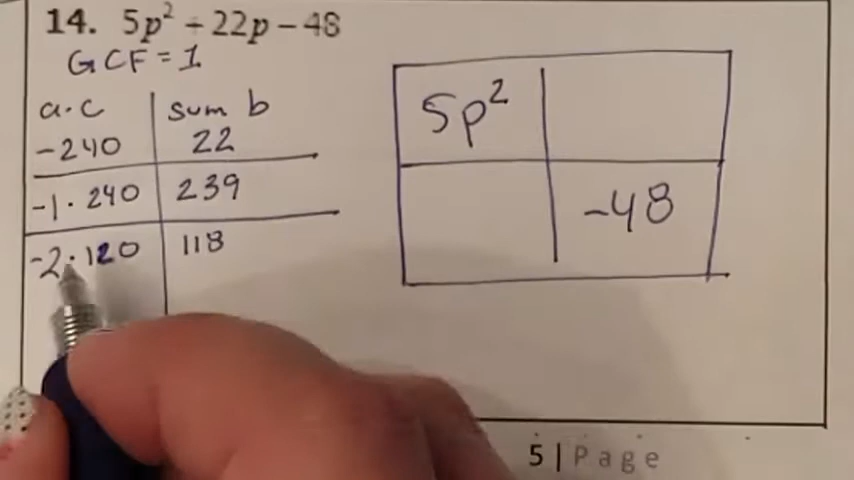 14. 5p² + 22p − 48
GCF = 1
a·c sum b
-240 22
-1·240 239
-2·120 118
5p²
-48
5 | Page